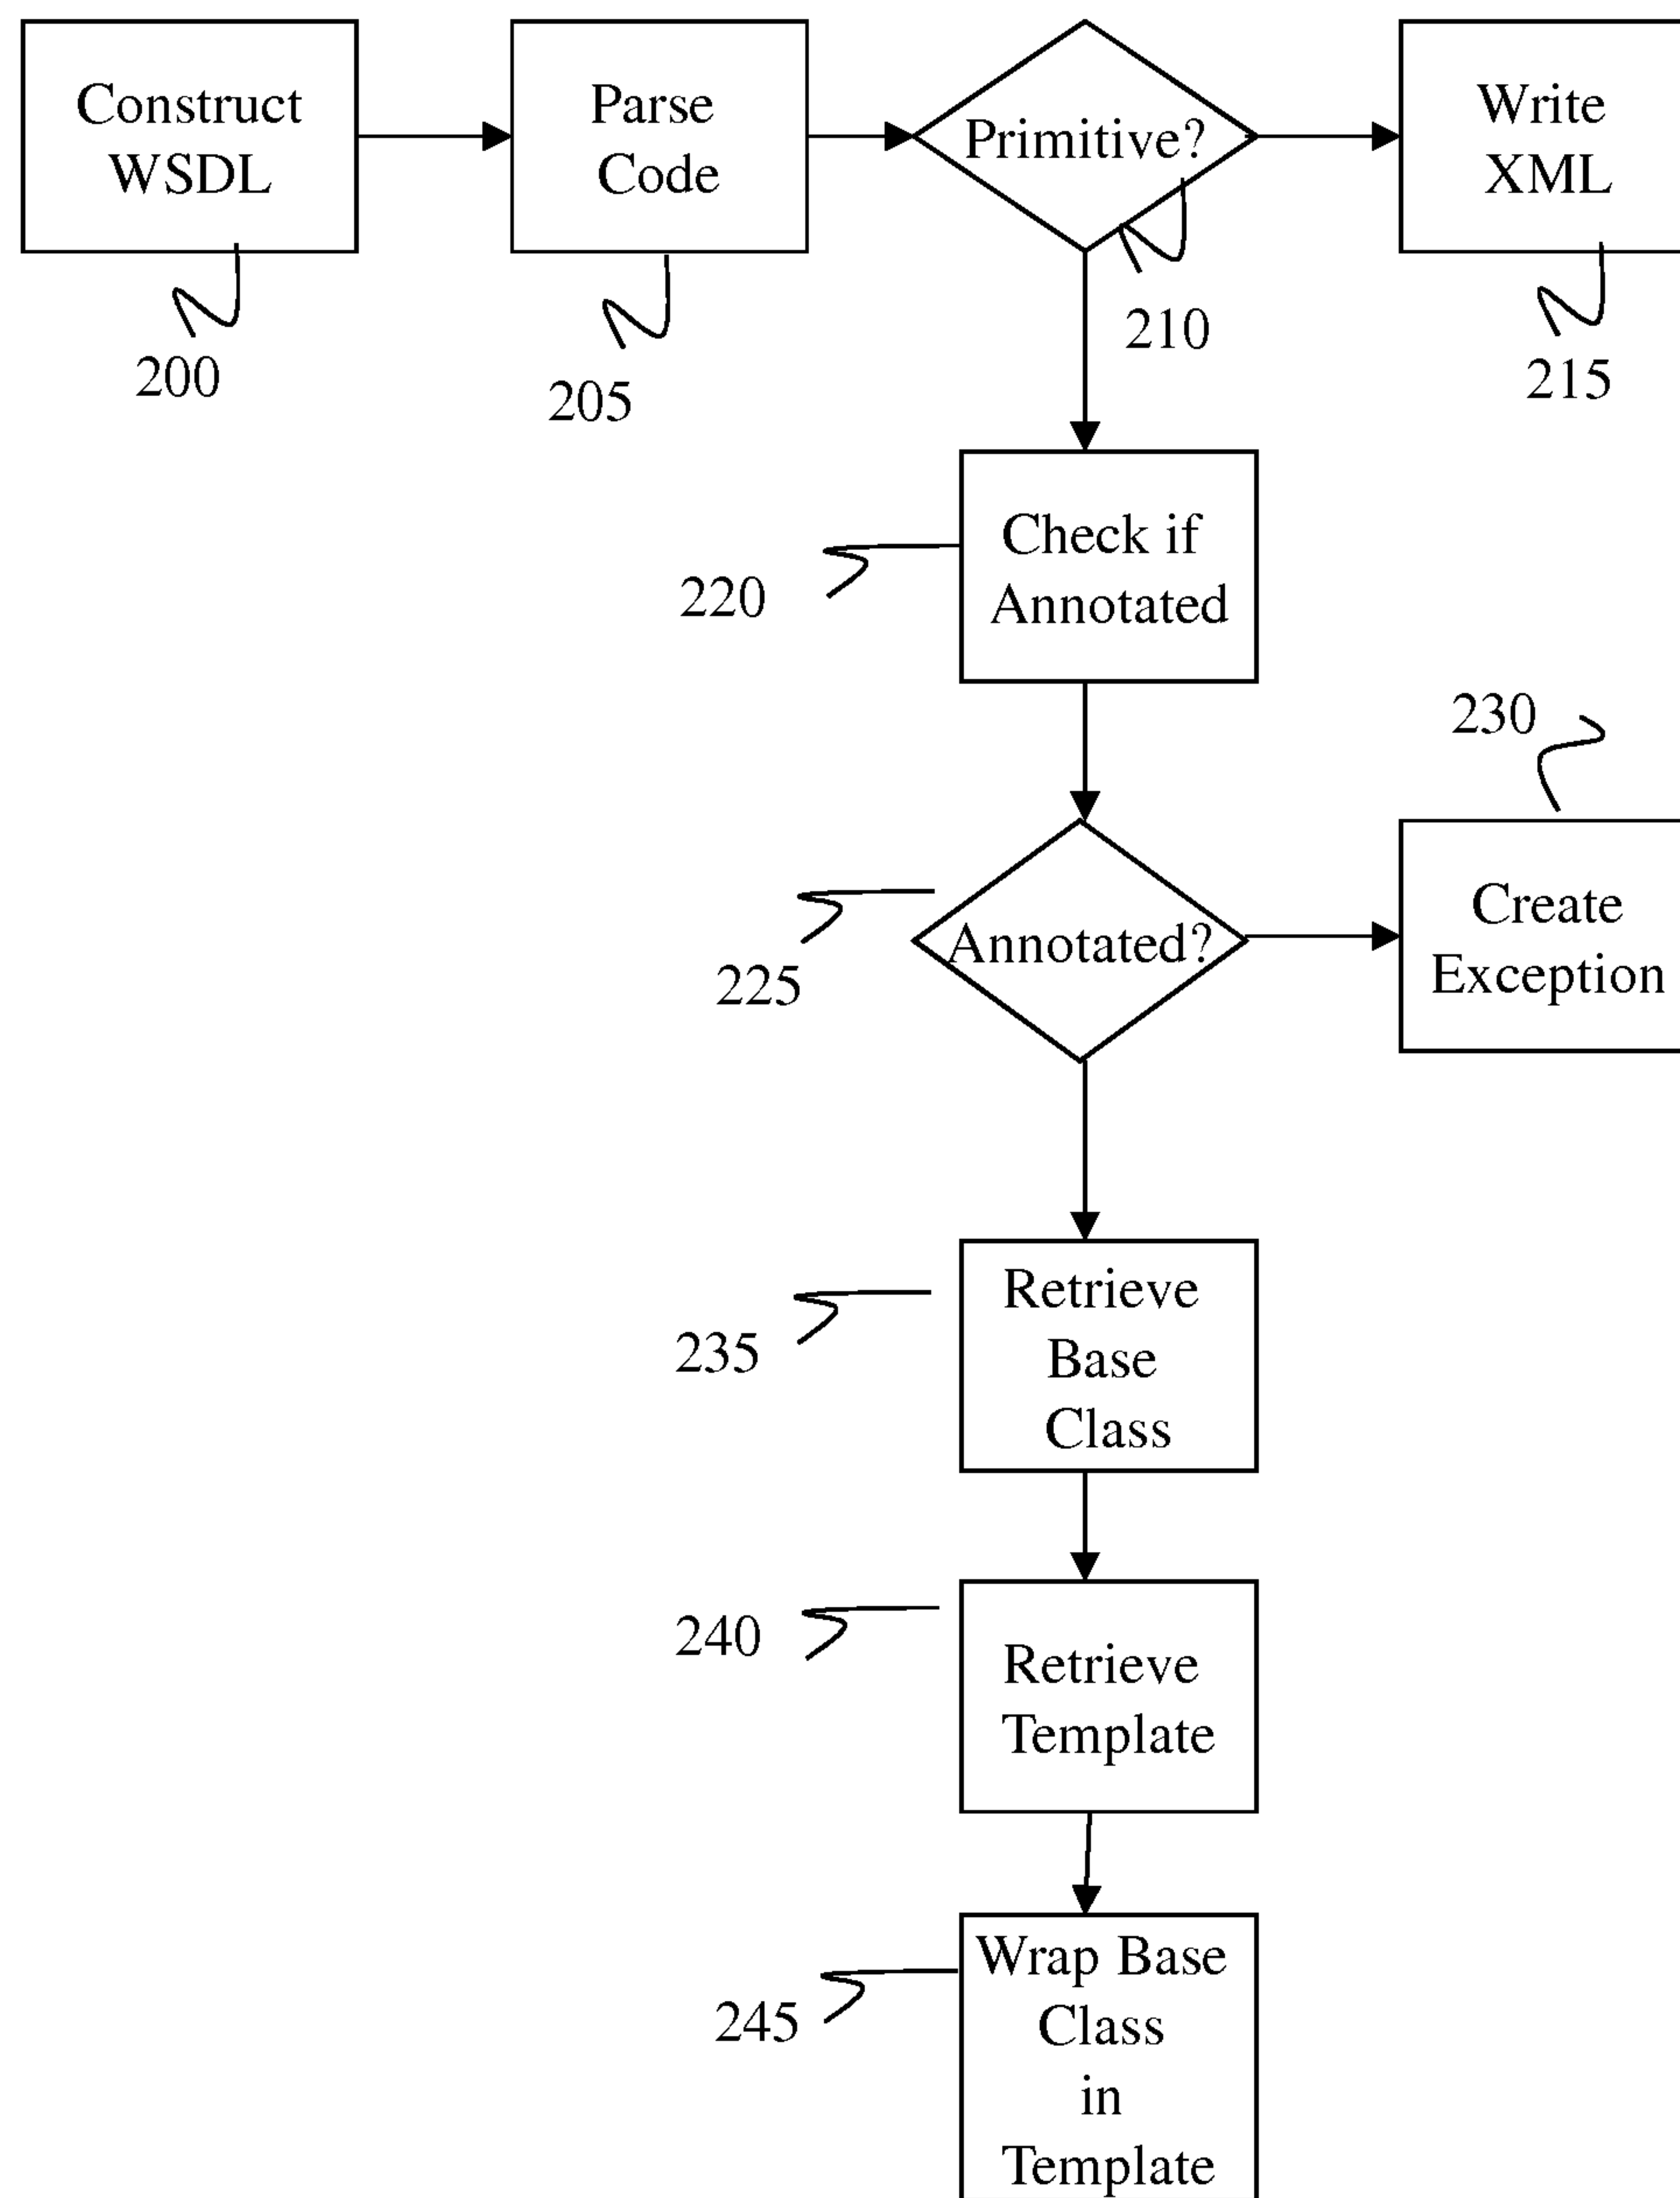 Construct
WSDL
Parse
Code
Primitive?
Write
XML
200
205
210
215
Check if
Annotated
220
230
Annotated?
225
Create
Exception
Retrieve
Base
Class
235
Retrieve
Template
240
Wrap Base
Class
in
Template
245